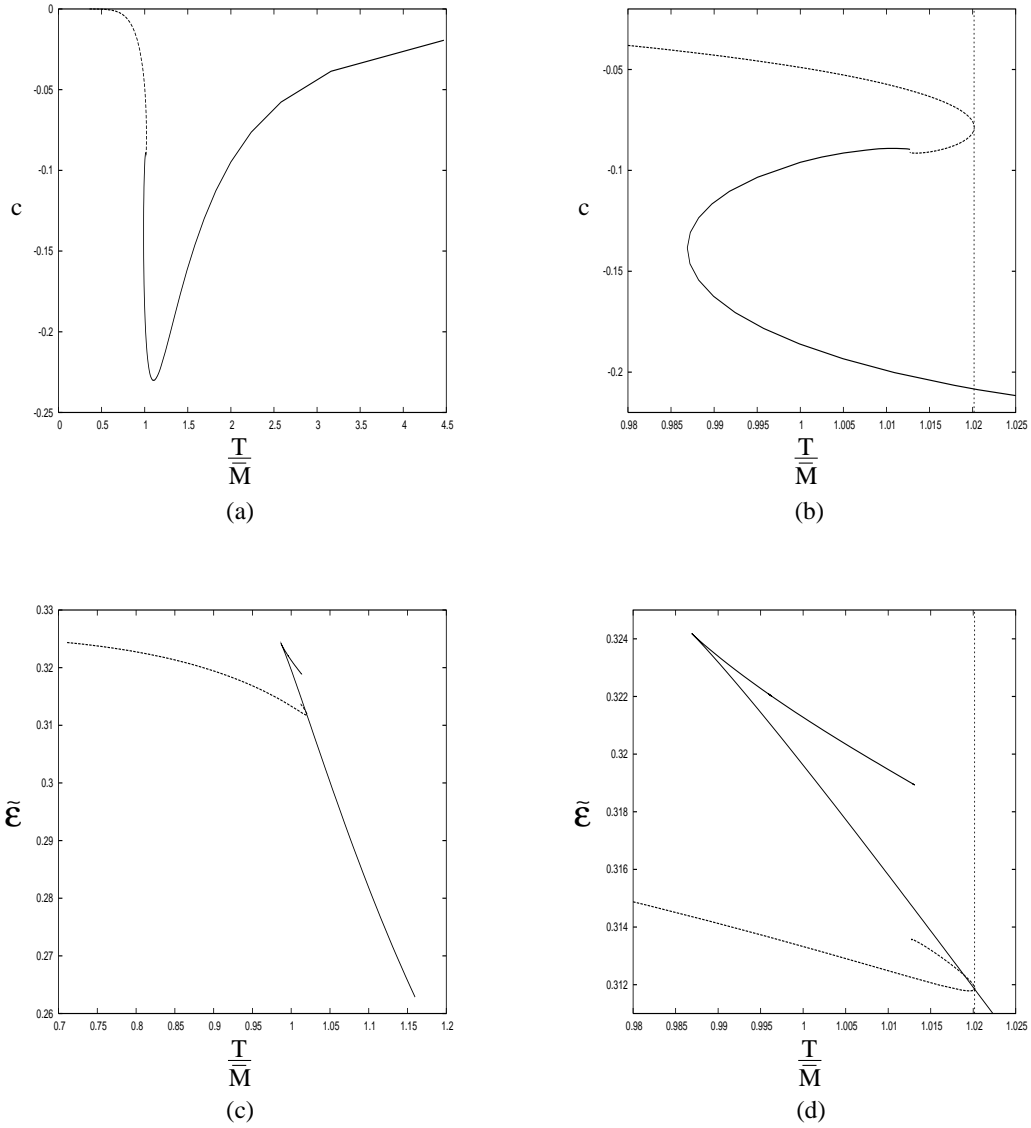 0
-0.05
-0.1
-0.15
-0.2
-0.25
c
0 0.5 1 1.5 2 2.5 3 3.5 4 4.5
T
M̅
(a)
-0.05
-0.1
-0.15
-0.2
c
0.98 0.985 0.99 0.995 1 1.005 1.01 1.015 1.02 1.025
T
M̅
(b)
0.33
0.32
0.31
0.3
0.29
0.28
0.27
0.26
ε̃
0.7 0.75 0.8 0.85 0.9 0.95 1 1.05 1.1 1.15 1.2
T
M̅
(c)
0.324
0.322
0.32
0.318
0.316
0.314
0.312
ε̃
0.98 0.985 0.99 0.995 1 1.005 1.01 1.015 1.02 1.025
T
M̅
(d)